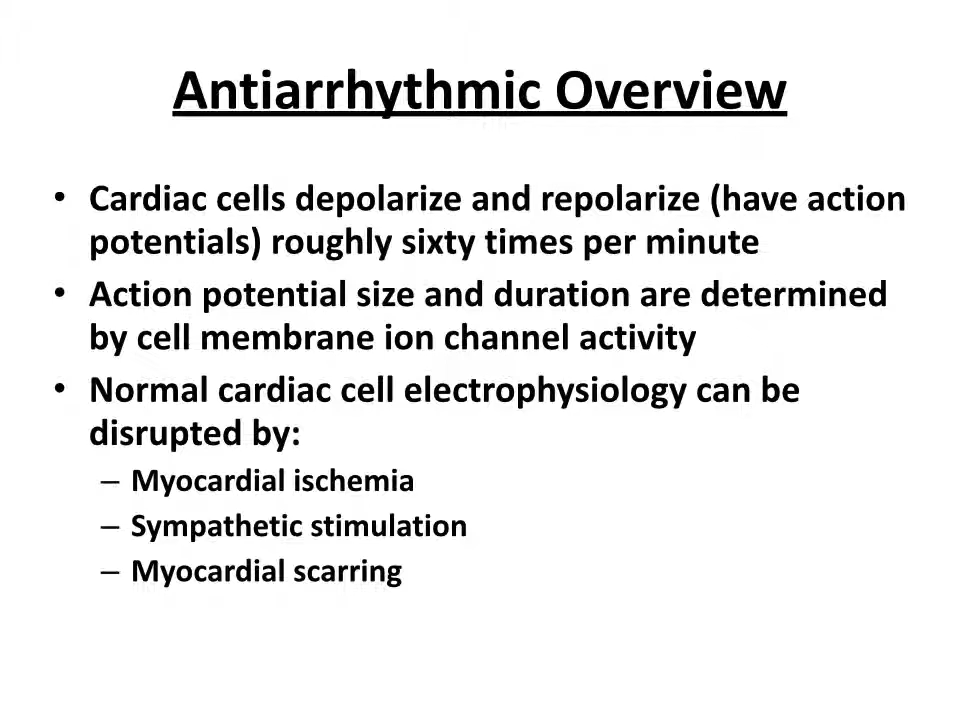 Antiarrhythmic Overview
• Cardiac cells depolarize and repolarize (have action
potentials) roughly sixty times per minute
• Action potential size and duration are determined
by cell membrane ion channel activity
• Normal cardiac cell electrophysiology can be
disrupted by:
– Myocardial ischemia
– Sympathetic stimulation
– Myocardial scarring